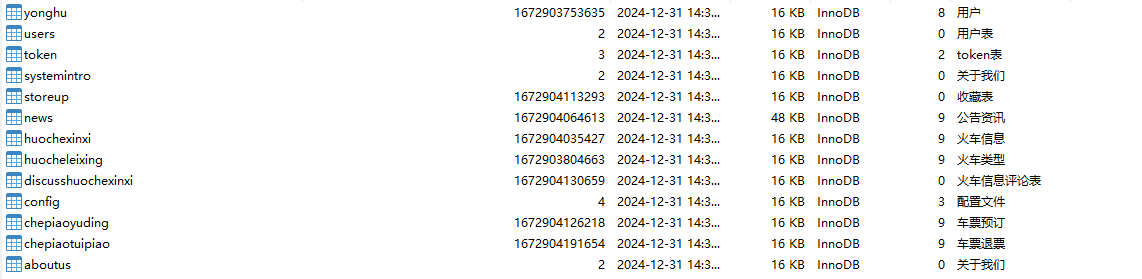 yonghu 1672903753635 2024-12-31 14:3... 16 KB InnoDB 8 用户
users 2 2024-12-31 14:3... 16 KB InnoDB 0 用户表
token 3 2024-12-31 14:3... 16 KB InnoDB 2 token表
systemintro 2 2024-12-31 14:3... 16 KB InnoDB 0 关于我们
storeup 1672904113293 2024-12-31 14:3... 16 KB InnoDB 0 收藏表
news 1672904064613 2024-12-31 14:3... 48 KB InnoDB 9 公告资讯
huochexinxi 1672904035427 2024-12-31 14:3... 16 KB InnoDB 9 火车信息
huocheleixing 1672903804663 2024-12-31 14:3... 16 KB InnoDB 9 火车类型
discusshuochexinxi 1672904130659 2024-12-31 14:3... 16 KB InnoDB 0 火车信息评论表
config 4 2024-12-31 14:3... 16 KB InnoDB 3 配置文件
chepiaoyuding 1672904126218 2024-12-31 14:3... 16 KB InnoDB 9 车票预订
chepiaotuipiao 1672904191654 2024-12-31 14:3... 16 KB InnoDB 9 车票退票
aboutus 2 2024-12-31 14:3... 16 KB InnoDB 0 关于我们